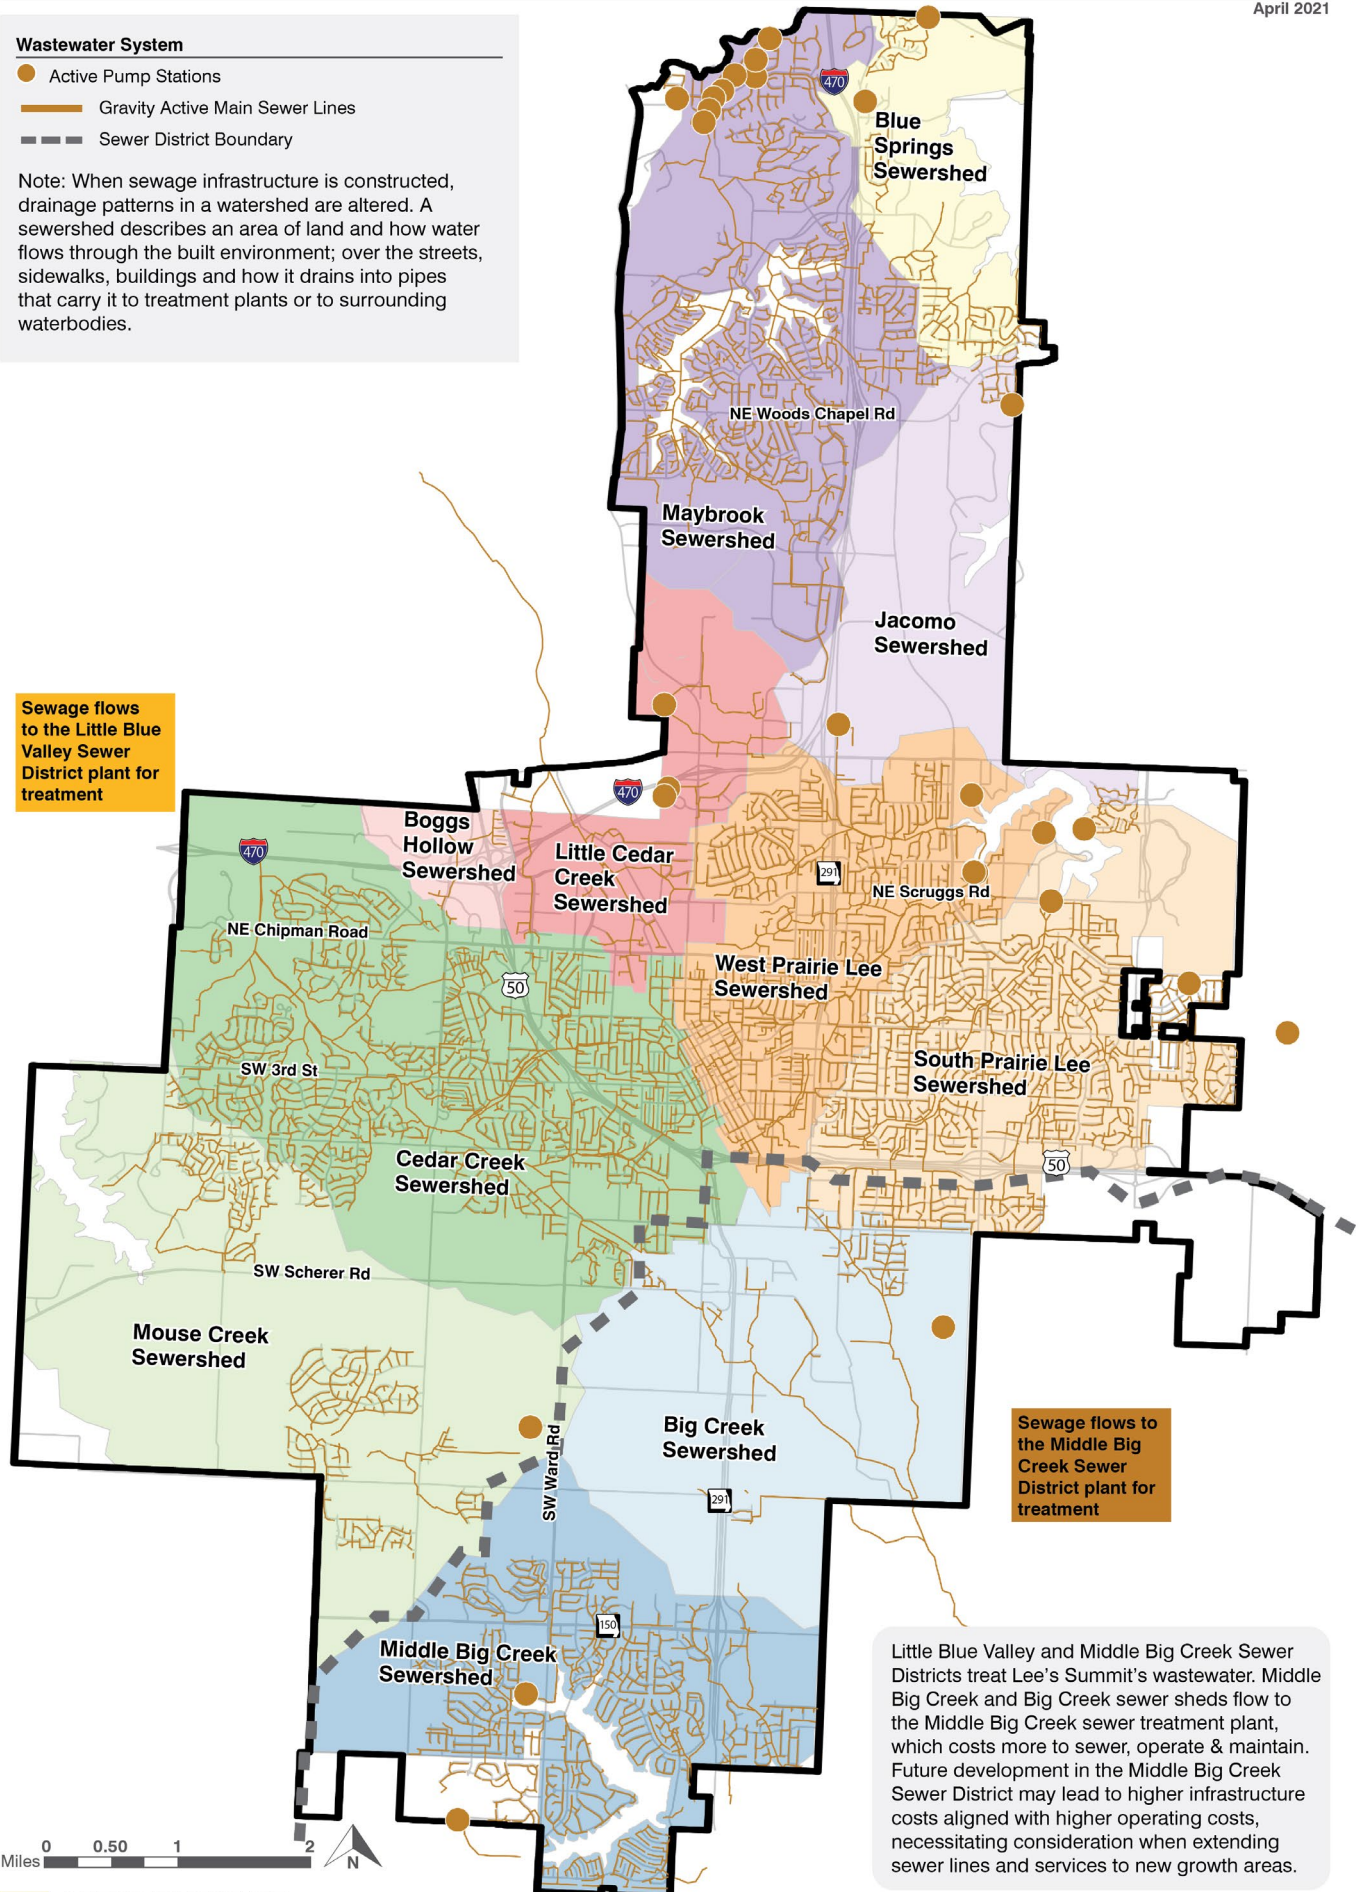 April 2021
Wastewater System
Active Pump Stations
Gravity Active Main Sewer Lines
Sewer District Boundary
Note: When sewage infrastructure is constructed,
drainage patterns in a watershed are altered. A
sewershed describes an area of land and how water
flows through the built environment; over the streets,
sidewalks, buildings and how it drains into pipes
that carry it to treatment plants or to surrounding
waterbodies.
470
Blue
Springs
Sewershed
NE Woods Chapel Rd
Maybrook
Sewershed
Jacomo
Sewershed
Sewage flows
to the Little Blue
Valley Sewer
District plant for
treatment
470
470
Boggs
Hollow
Sewershed
Little Cedar
Creek
Sewershed
291
NE Scruggs Rd
NE Chipman Road
West Prairie Lee
Sewershed
50
SW 3rd St
South Prairie Lee
Sewershed
Cedar Creek
Sewershed
50
SW Scherer Rd
Mouse Creek
Sewershed
Big Creek
Sewershed
SW Ward Rd
Sewage flows to
the Middle Big
Creek Sewer
District plant for
treatment
291
150
Middle Big Creek
Sewershed
Little Blue Valley and Middle Big Creek Sewer
Districts treat Lee's Summit's wastewater. Middle
Big Creek and Big Creek sewer sheds flow to
the Middle Big Creek sewer treatment plant,
which costs more to sewer, operate & maintain.
Future development in the Middle Big Creek
Sewer District may lead to higher infrastructure
costs aligned with higher operating costs,
necessitating consideration when extending
sewer lines and services to new growth areas.
0 0.50 1 2
Miles
N